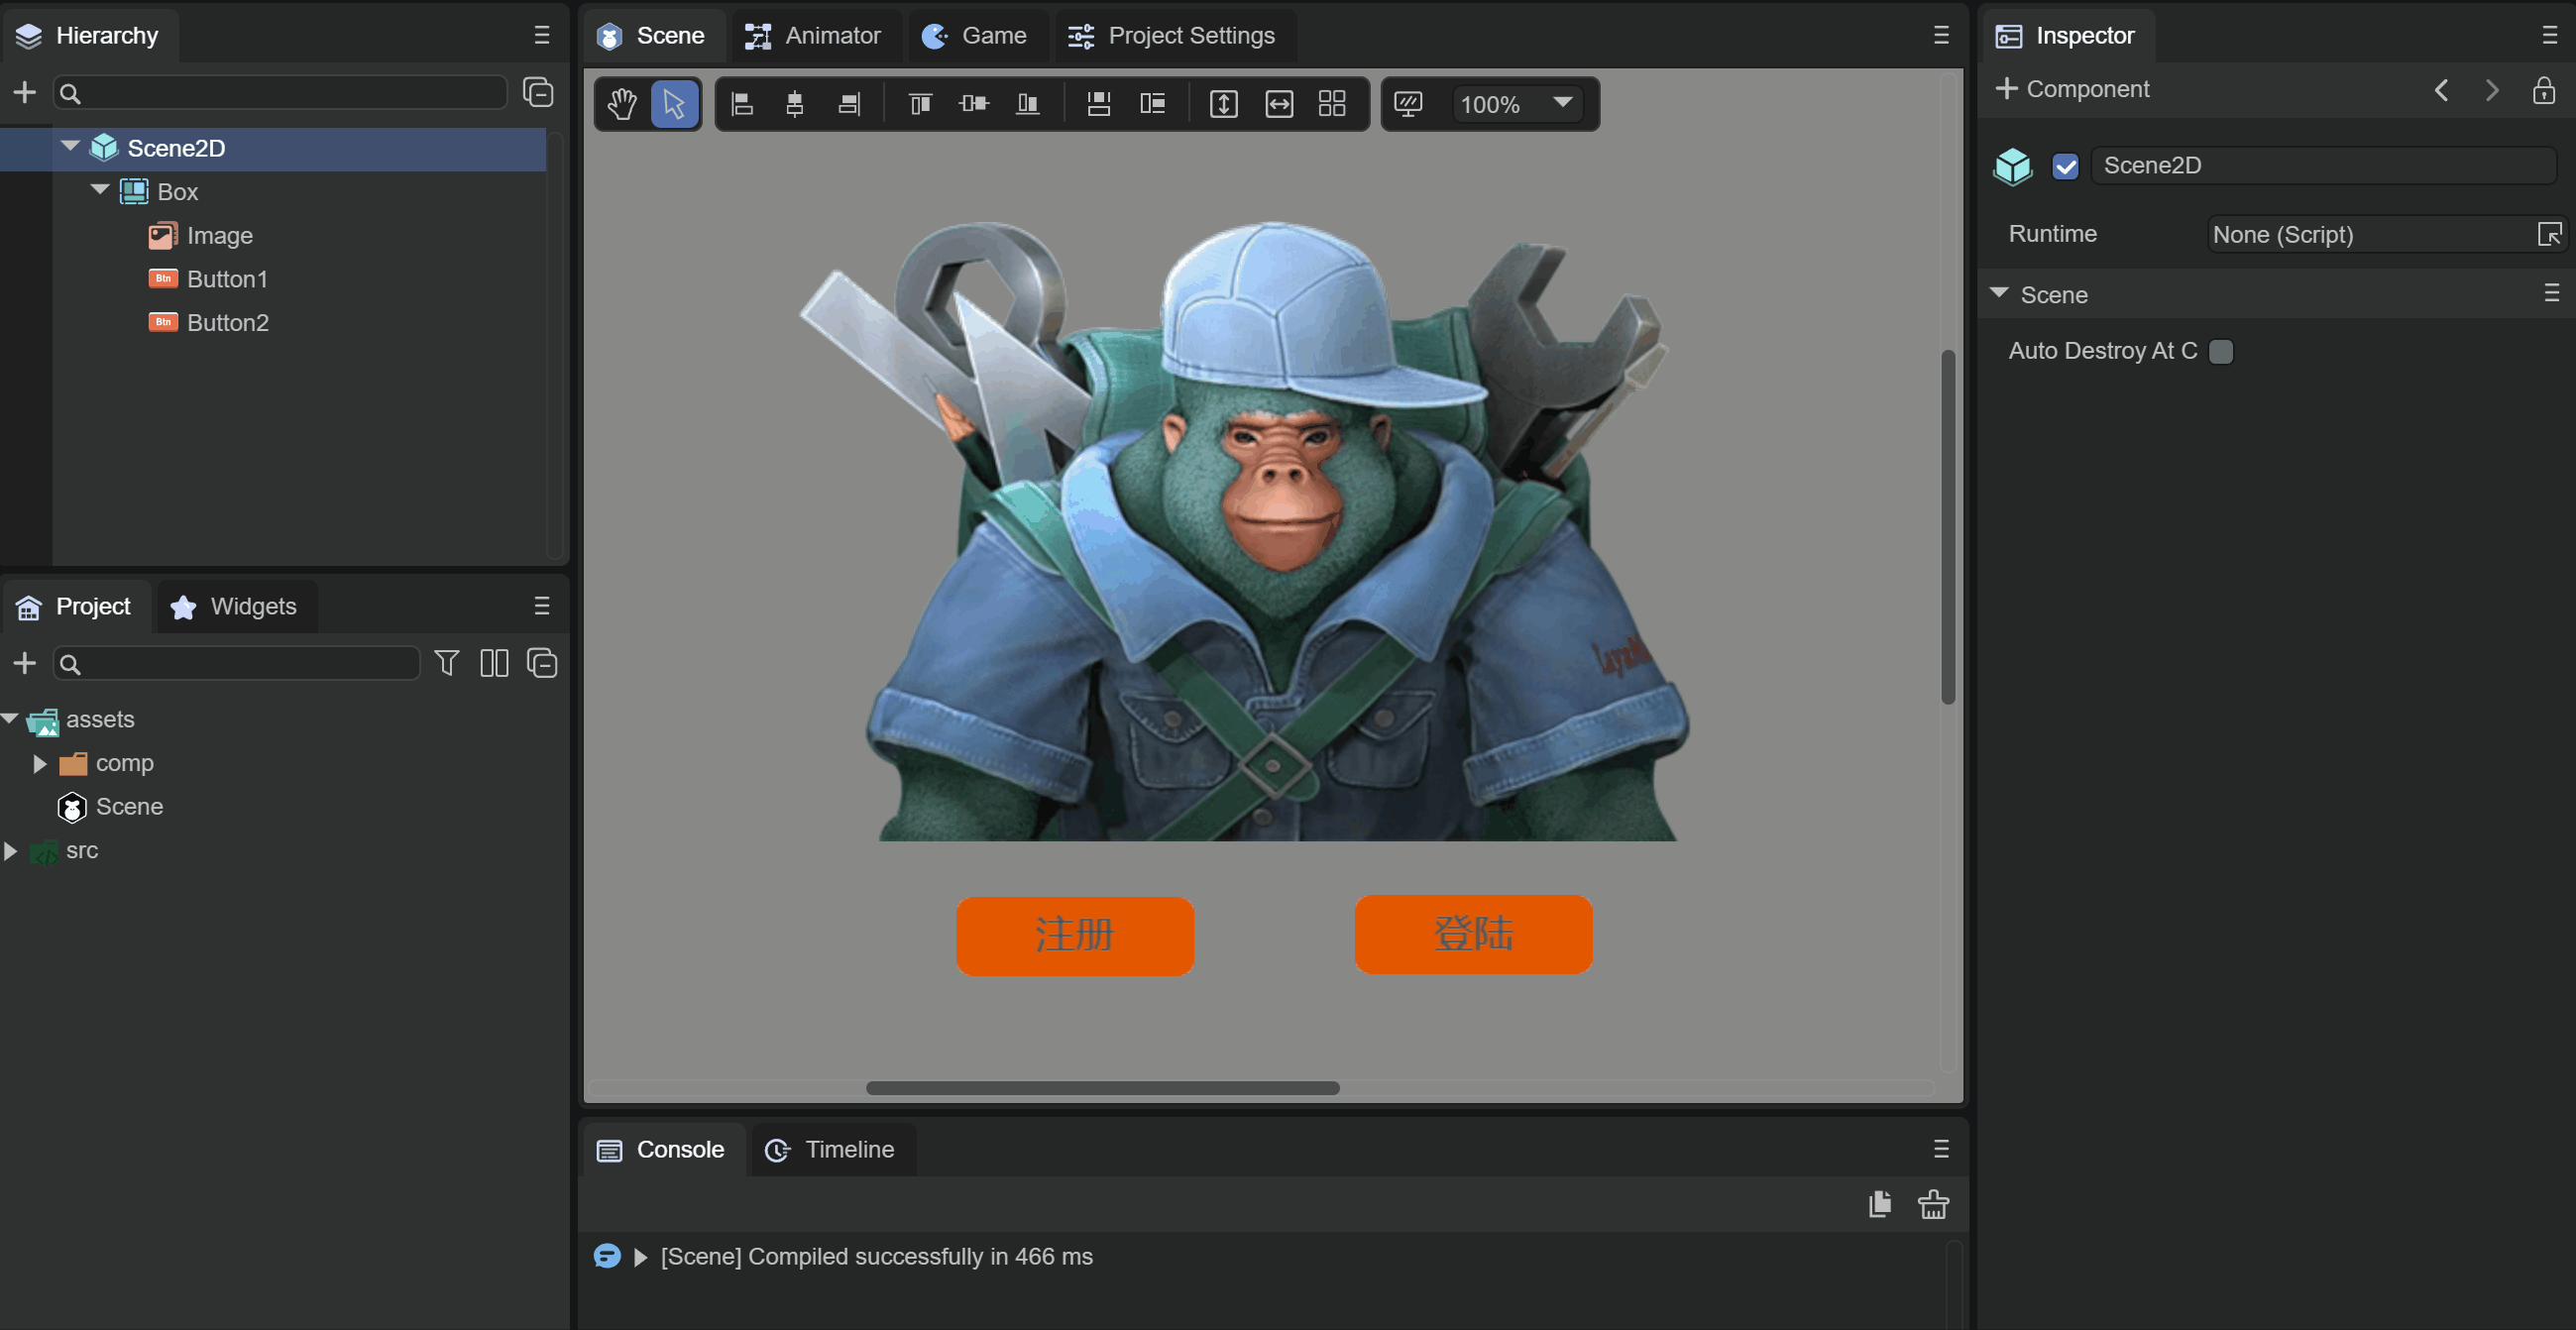 Hierarchy
Scene2D
Box
Image
Btn
Button1
Btn
Button2
Project
Widgets
assets
comp
Scene
src
Scene
Animator
Game
Project Settings
100%
注册
登陆
Console
Timeline
[Scene] Compiled successfully in 466 ms
Inspector
Component
Scene2D
Runtime
None (Script)
Scene
Auto Destroy At C